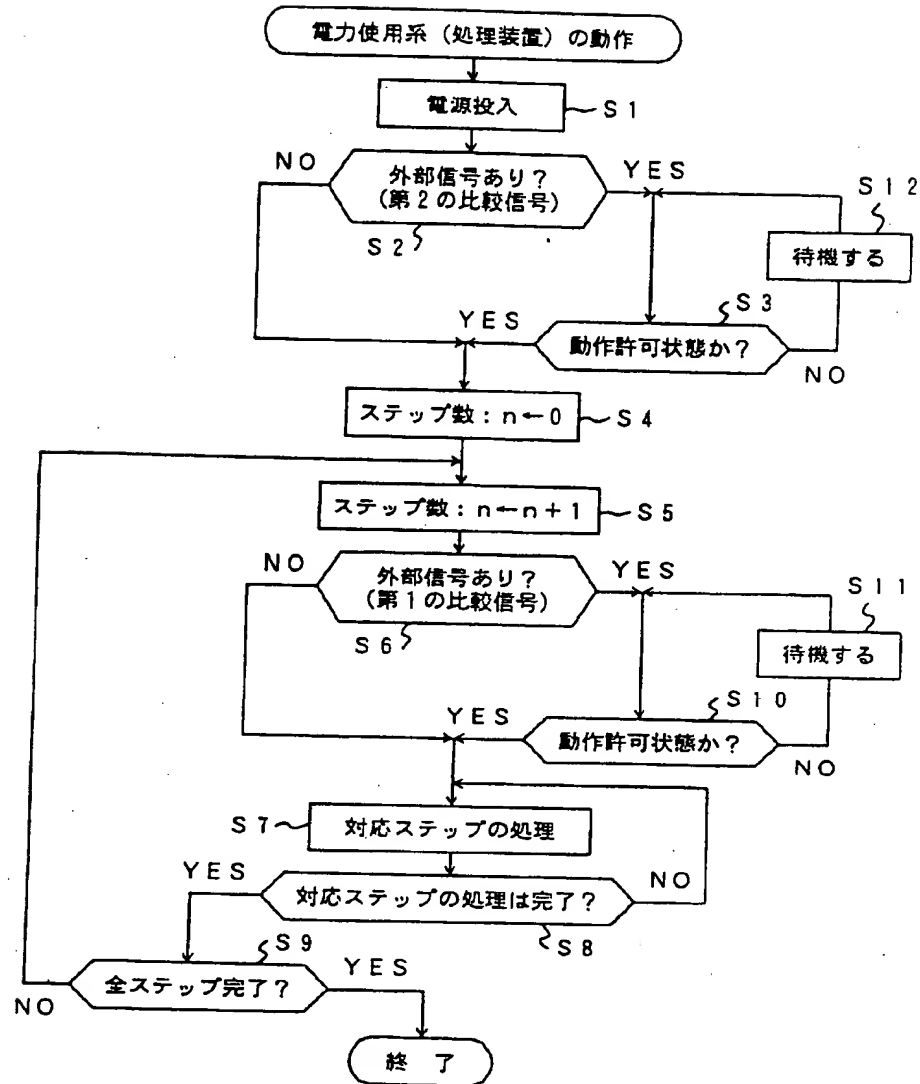 電力使用系（処理装置）の動作
電源投入
S1
NO
外部信号あり？
（第2の比較信号）
YES
S2
S12
待機する
S3
YES
動作許可状態か？
NO
ステップ数：n←0
S4
ステップ数：n←n+1
S5
NO
外部信号あり？
（第1の比較信号）
YES
S6
S11
待機する
S10
YES
動作許可状態か？
NO
S7
対応ステップの処理
YES
対応ステップの処理は完了？
NO
S8
S9
全ステップ完了？
YES
NO
終 了